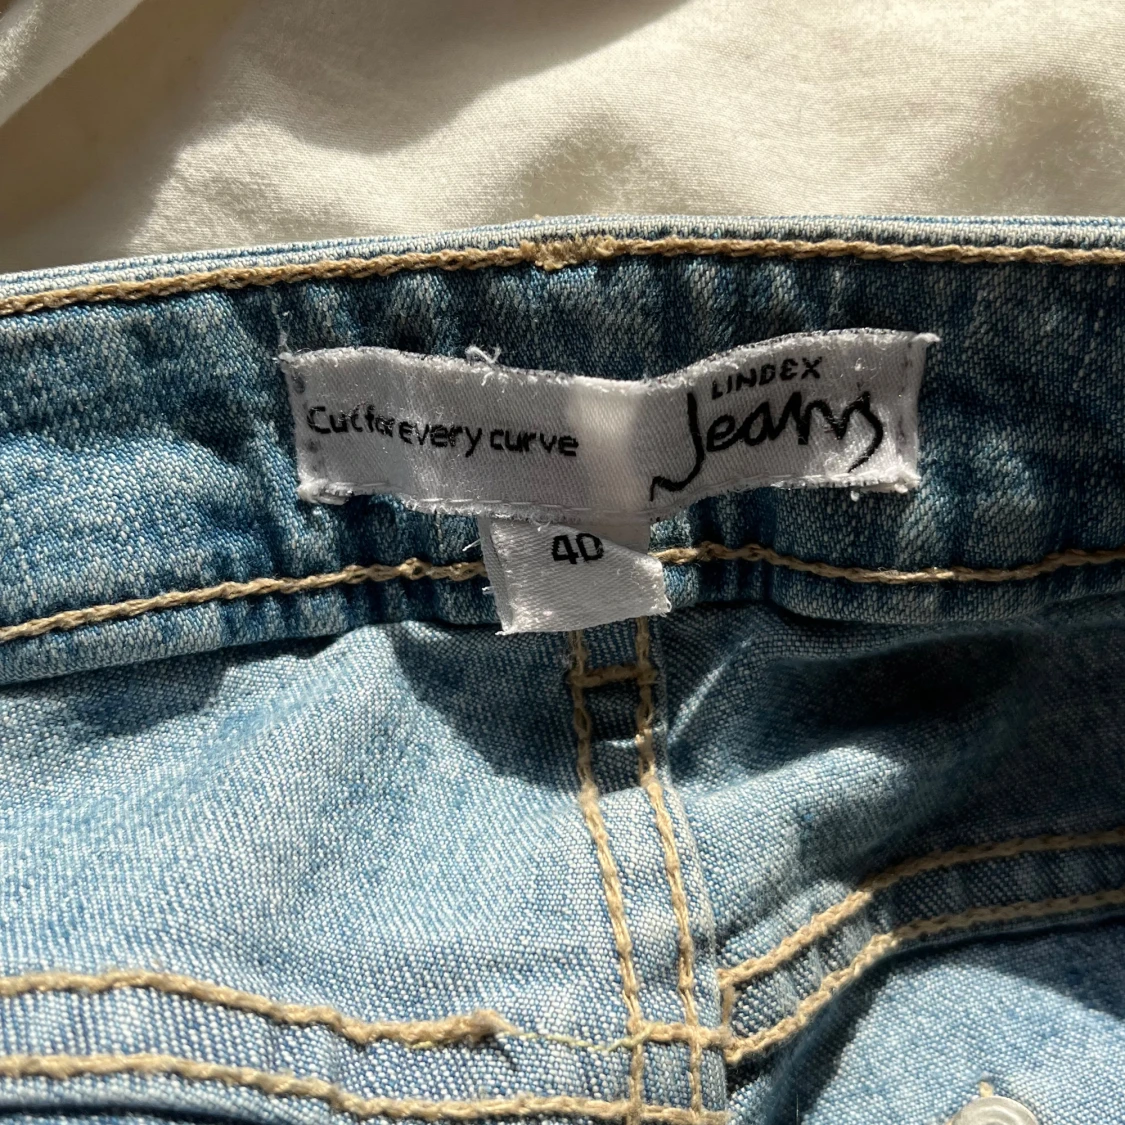 Cut for every curve
LINDEX
Jeans
40